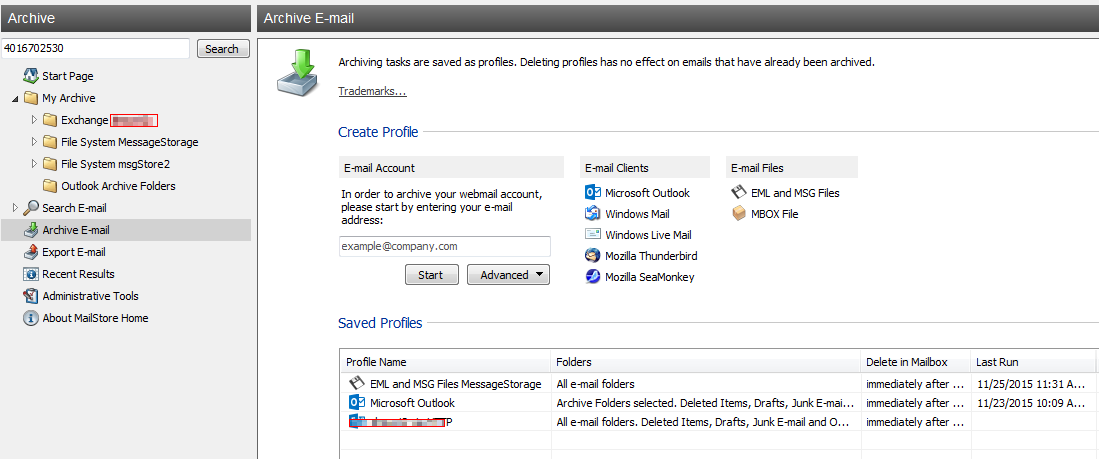 Archive
4016702530
Search
Start Page
My Archive
Exchange
File System MessageStorage
File System msgStore2
Outlook Archive Folders
Search E-mail
Archive E-mail
Export E-mail
Recent Results
Administrative Tools
About MailStore Home
Archive E-mail
Archiving tasks are saved as profiles. Deleting profiles has no effect on emails that have already been archived.
Trademarks...
Create Profile
E-mail Account
In order to archive your webmail account,
please start by entering your e-mail
address:
example@company.com
Start
Advanced
E-mail Clients
Microsoft Outlook
Windows Mail
Windows Live Mail
Mozilla Thunderbird
Mozilla SeaMonkey
E-mail Files
EML and MSG Files
MBOX File
Saved Profiles
Profile Name Folders Delete in Mailbox Last Run
EML and MSG Files MessageStorage All e-mail folders immediately after ... 11/25/2015 11:31 A...
Microsoft Outlook Archive Folders selected. Deleted Items, Drafts, Junk E-mai... immediately after ... 11/23/2015 10:09 A...
All e-mail folders. Deleted Items, Drafts, Junk E-mail and O... immediately after ...